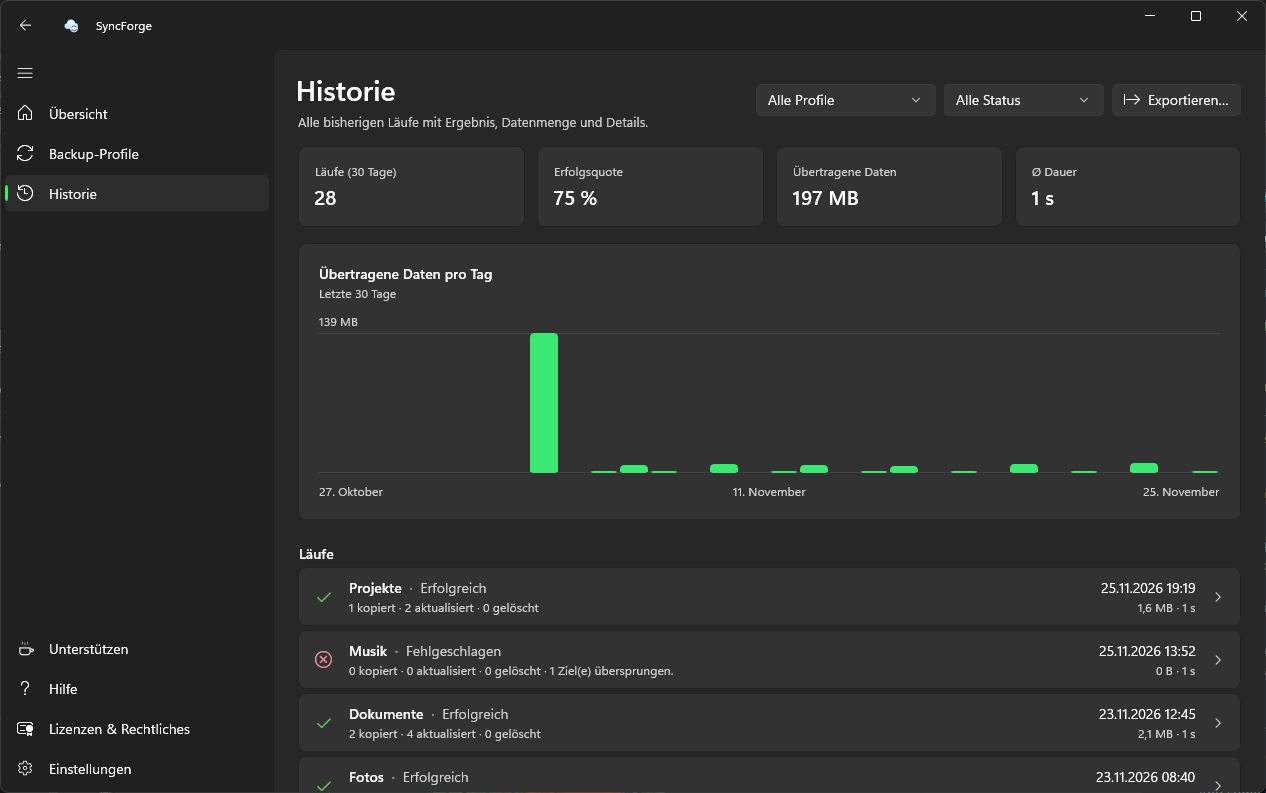 SyncForge
Übersicht
Backup-Profile
Historie
Unterstützen
Hilfe
Lizenzen & Rechtliches
Einstellungen
Historie
Alle bisherigen Läufe mit Ergebnis, Datenmenge und Details.
Alle Profile
Alle Status
Exportieren...
Läufe (30 Tage)
28
Erfolgsquote
75 %
Übertragene Daten
197 MB
Ø Dauer
1 s
Übertragene Daten pro Tag
Letzte 30 Tage
139 MB
27. Oktober
11. November
25. November
Läufe
Projekte · Erfolgreich
25.11.2026 19:19
1 kopiert · 2 aktualisiert · 0 gelöscht
1,6 MB · 1 s
Musik · Fehlgeschlagen
25.11.2026 13:52
0 kopiert · 0 aktualisiert · 0 gelöscht · 1 Ziel(e) übersprungen.
0 B · 1 s
Dokumente · Erfolgreich
23.11.2026 12:45
2 kopiert · 4 aktualisiert · 0 gelöscht
2,1 MB · 1 s
Fotos · Erfolgreich
23.11.2026 08:40